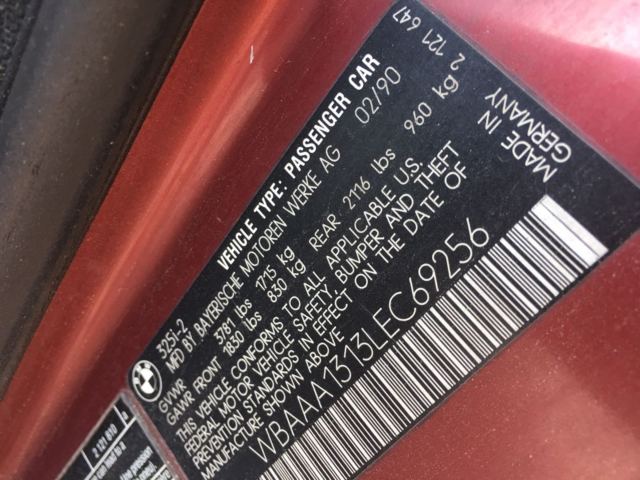 2 121 647
325I-2
VEHICLE TYPE: PASSENGER CAR
MFD BY BAYERISCHE MOTOREN WERKE AG 02/90
GVWR 3781 lbs 1715 kg
GAWR FRONT 1830 lbs 830 kg REAR 2116 lbs 960 kg
THIS VEHICLE CONFORMS TO ALL APPLICABLE U.S.
FEDERAL MOTOR VEHICLE SAFETY, BUMPER AND THEFT
PREVENTION STANDARDS IN EFFECT ON THE DATE OF
MANUFACTURE SHOWN ABOVE
MADE IN
GERMANY
WBAAA1313LEC69256